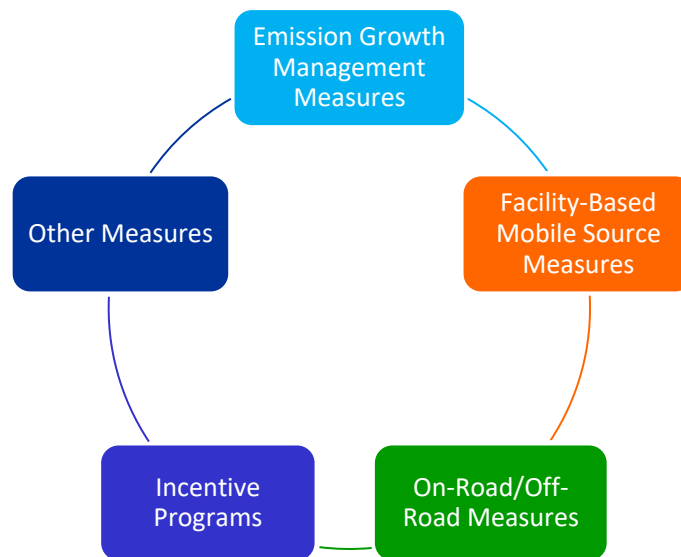 Emission Growth
Management
Measures
Facility-Based
Mobile Source
Measures
On-Road/Off-
Road Measures
Incentive
Programs
Other Measures